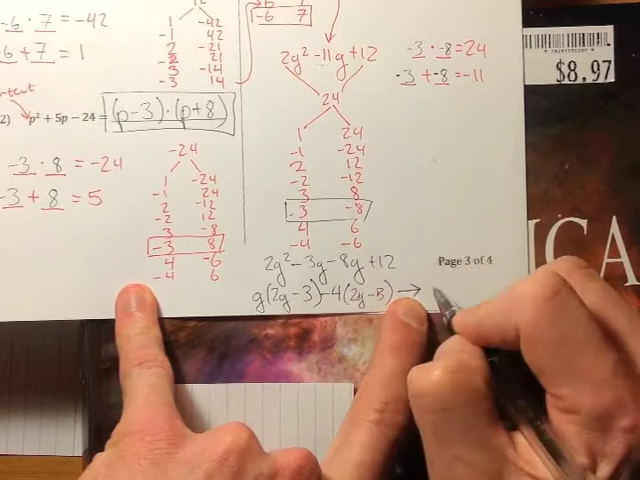 -6 · 7 = -42
-6 + 7 = 1
1 -42
-1 42
2 -21
-2 21
3 -14
-3 14
-6 7
2) p² + 5p - 24 = (p-3)·(p+8)
-3 · 8 = -24
-3 + 8 = 5
-24
1 -24
-1 24
2 -12
-2 12
3 -8
-3 8
4 -6
-4 6
2g² - 11g + 12
24
1 24
-1 -24
2 12
-2 -12
3 8
-3 -8
4 6
-4 -6
2g² - 3g - 8g + 12
g(2g - 3) - 4(2g - 3) →
-3 · -8 = 24
-3 + -8 = -11
Page 3 of 4
$8.97